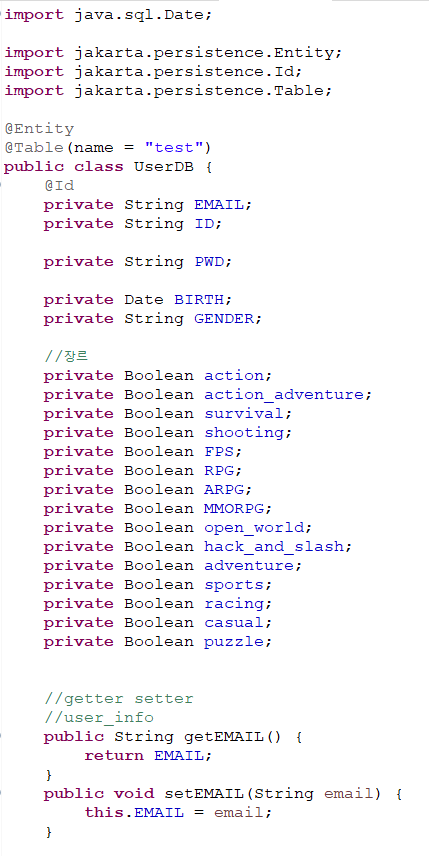 import java.sql.Date;
import jakarta.persistence.Entity;
import jakarta.persistence.Id;
import jakarta.persistence.Table;
@Entity
@Table(name = "test")
public class UserDB {
@Id
private String EMAIL;
private String ID;
private String PWD;
private Date BIRTH;
private String GENDER;
//장르
private Boolean action;
private Boolean action_adventure;
private Boolean survival;
private Boolean shooting;
private Boolean FPS;
private Boolean RPG;
private Boolean ARPG;
private Boolean MMORPG;
private Boolean open_world;
private Boolean hack_and_slash;
private Boolean adventure;
private Boolean sports;
private Boolean racing;
private Boolean casual;
private Boolean puzzle;
//getter setter
//user_info
public String getEMAIL() {
return EMAIL;
}
public void setEMAIL(String email) {
this.EMAIL = email;
}